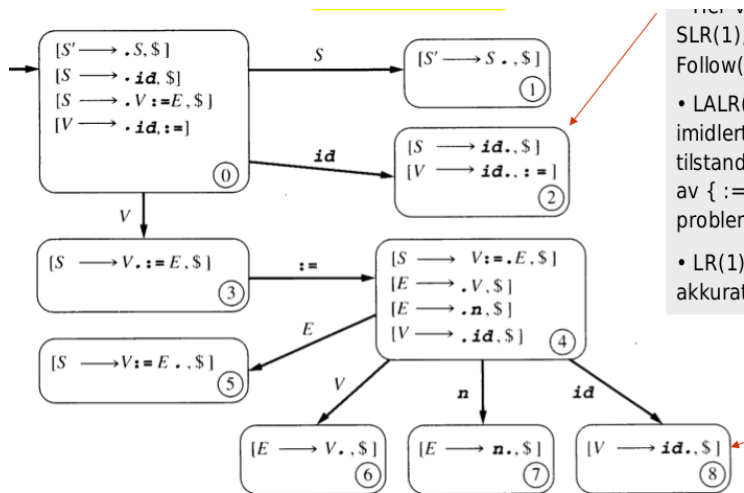 [S' → .S,$]
[S → .id,$]
[S → .V:=E,$]
[V → .id,:=]
0
S
[S' → S.,$]
1
id
[S → id.,$]
[V → id.,:=]
2
V
[S → V.:=E,$]
3
:=
[S → V:=.E,$]
[E → .V,$]
[E → .n,$]
[V → .id,$]
4
E
[S → V:=E.,$]
5
V
n
id
[E → V.,$]
6
[E → n.,$]
7
[V → id.,$]
8
SLR(1),
Follow(
• LALR(
imidlert
tilstand
av { :=
problen
• LR(1)
akkurat